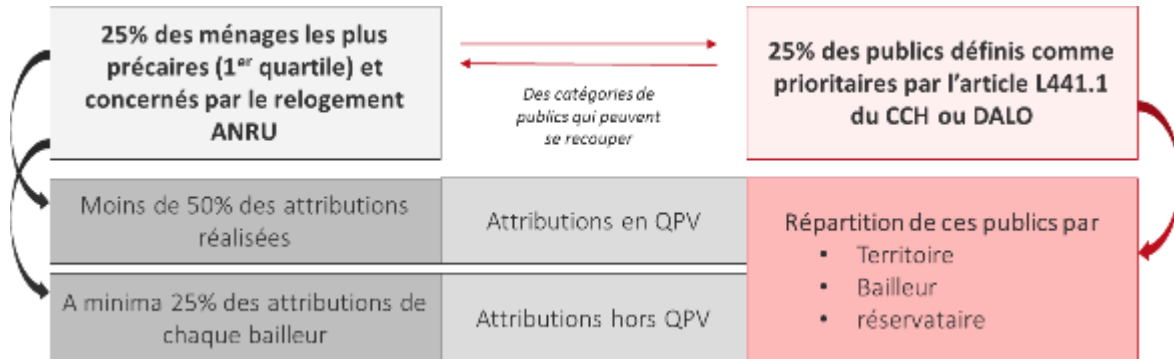 25% des ménages les plus
précaires (1er quartile) et
concernés par le relogement
ANRU
Des catégories de
publics qui peuvent
se recouper
25% des publics définis comme
prioritaires par l'article L441.1
du CCH ou DALO
Moins de 50% des attributions
réalisées
Attributions en QPV
A minima 25% des attributions de
chaque bailleur
Attributions hors QPV
Répartition de ces publics par
▪ Territoire
▪ Bailleur
▪ réservataire